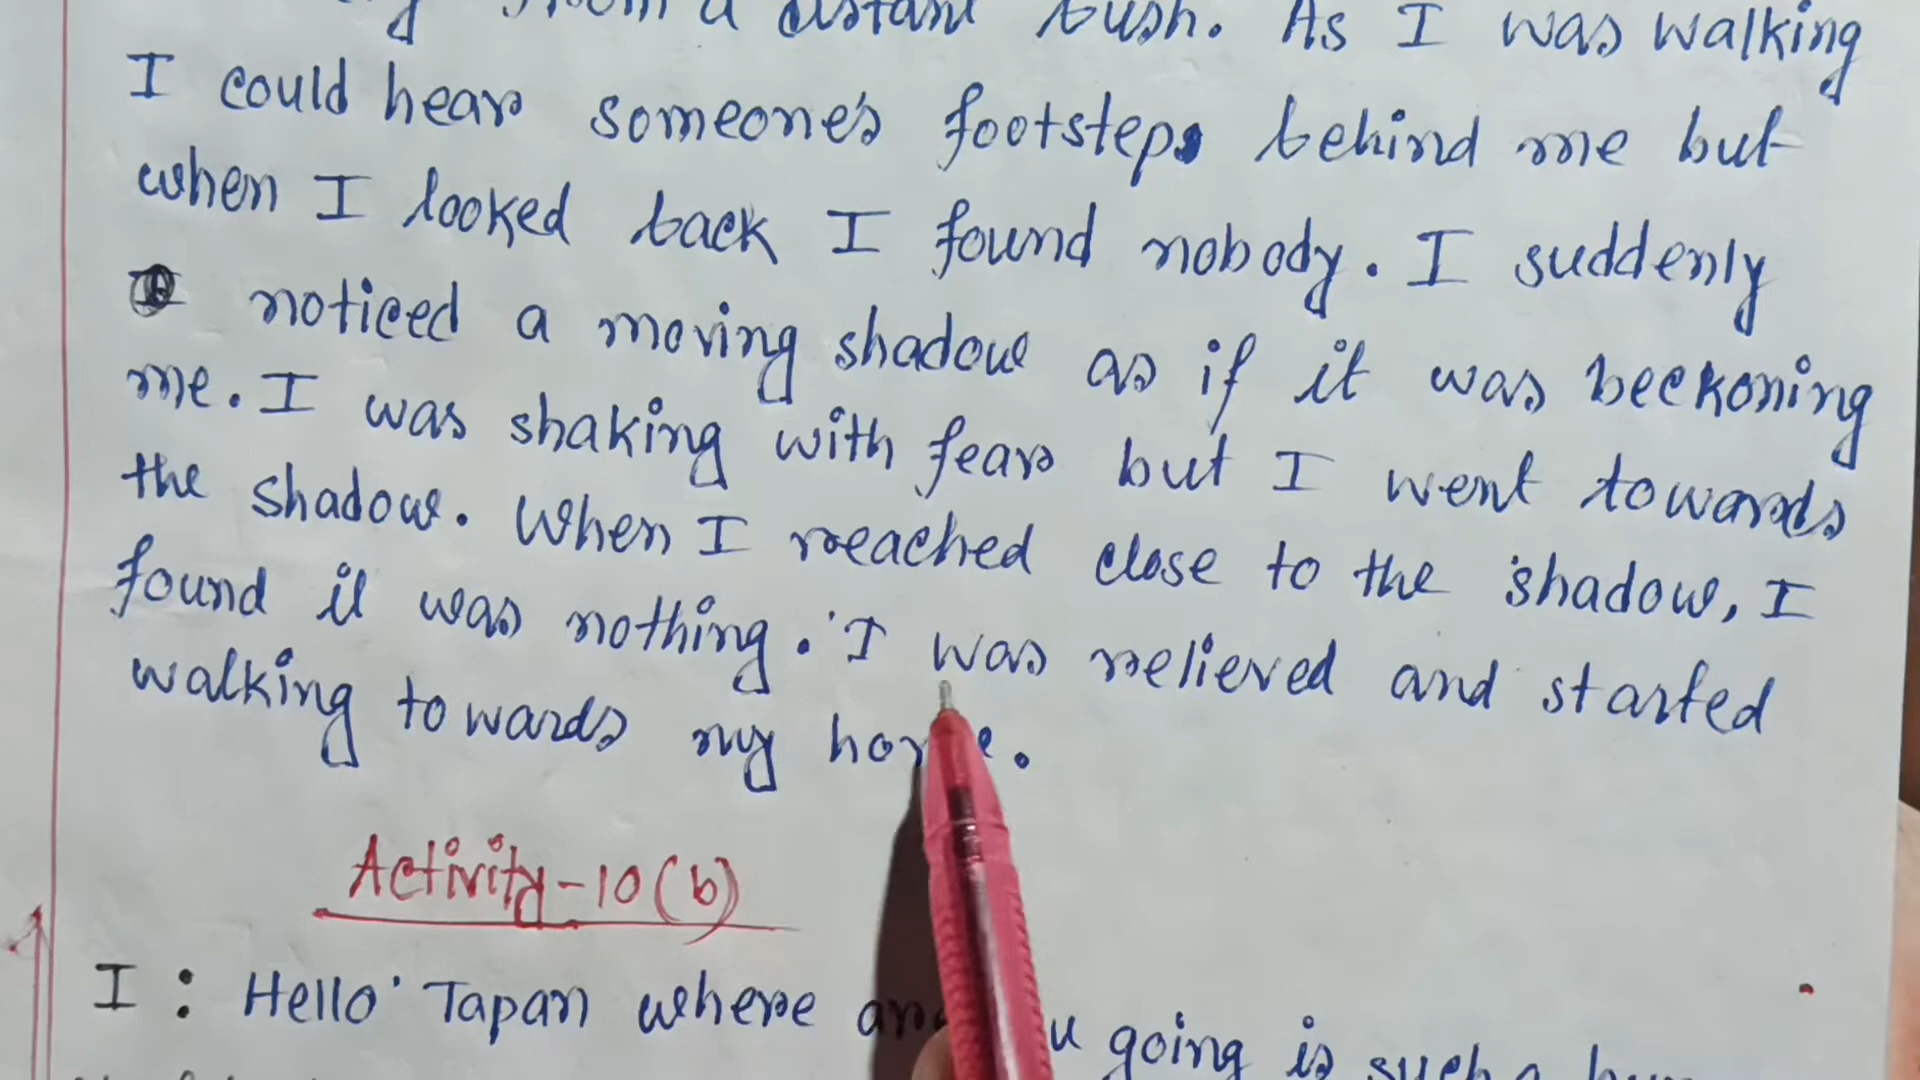 from a distant bush. As I was walking
I could hear someone's footsteps behind me but
when I looked back I found nobody. I suddenly
noticed a moving shadow as if it was beckoning
me. I was shaking with fear but I went towards
the shadow. When I reached close to the shadow, I
found it was nothing. I was relieved and started
walking towards my home.
Activity-10(b)
I : Hello Tapan where going is such a